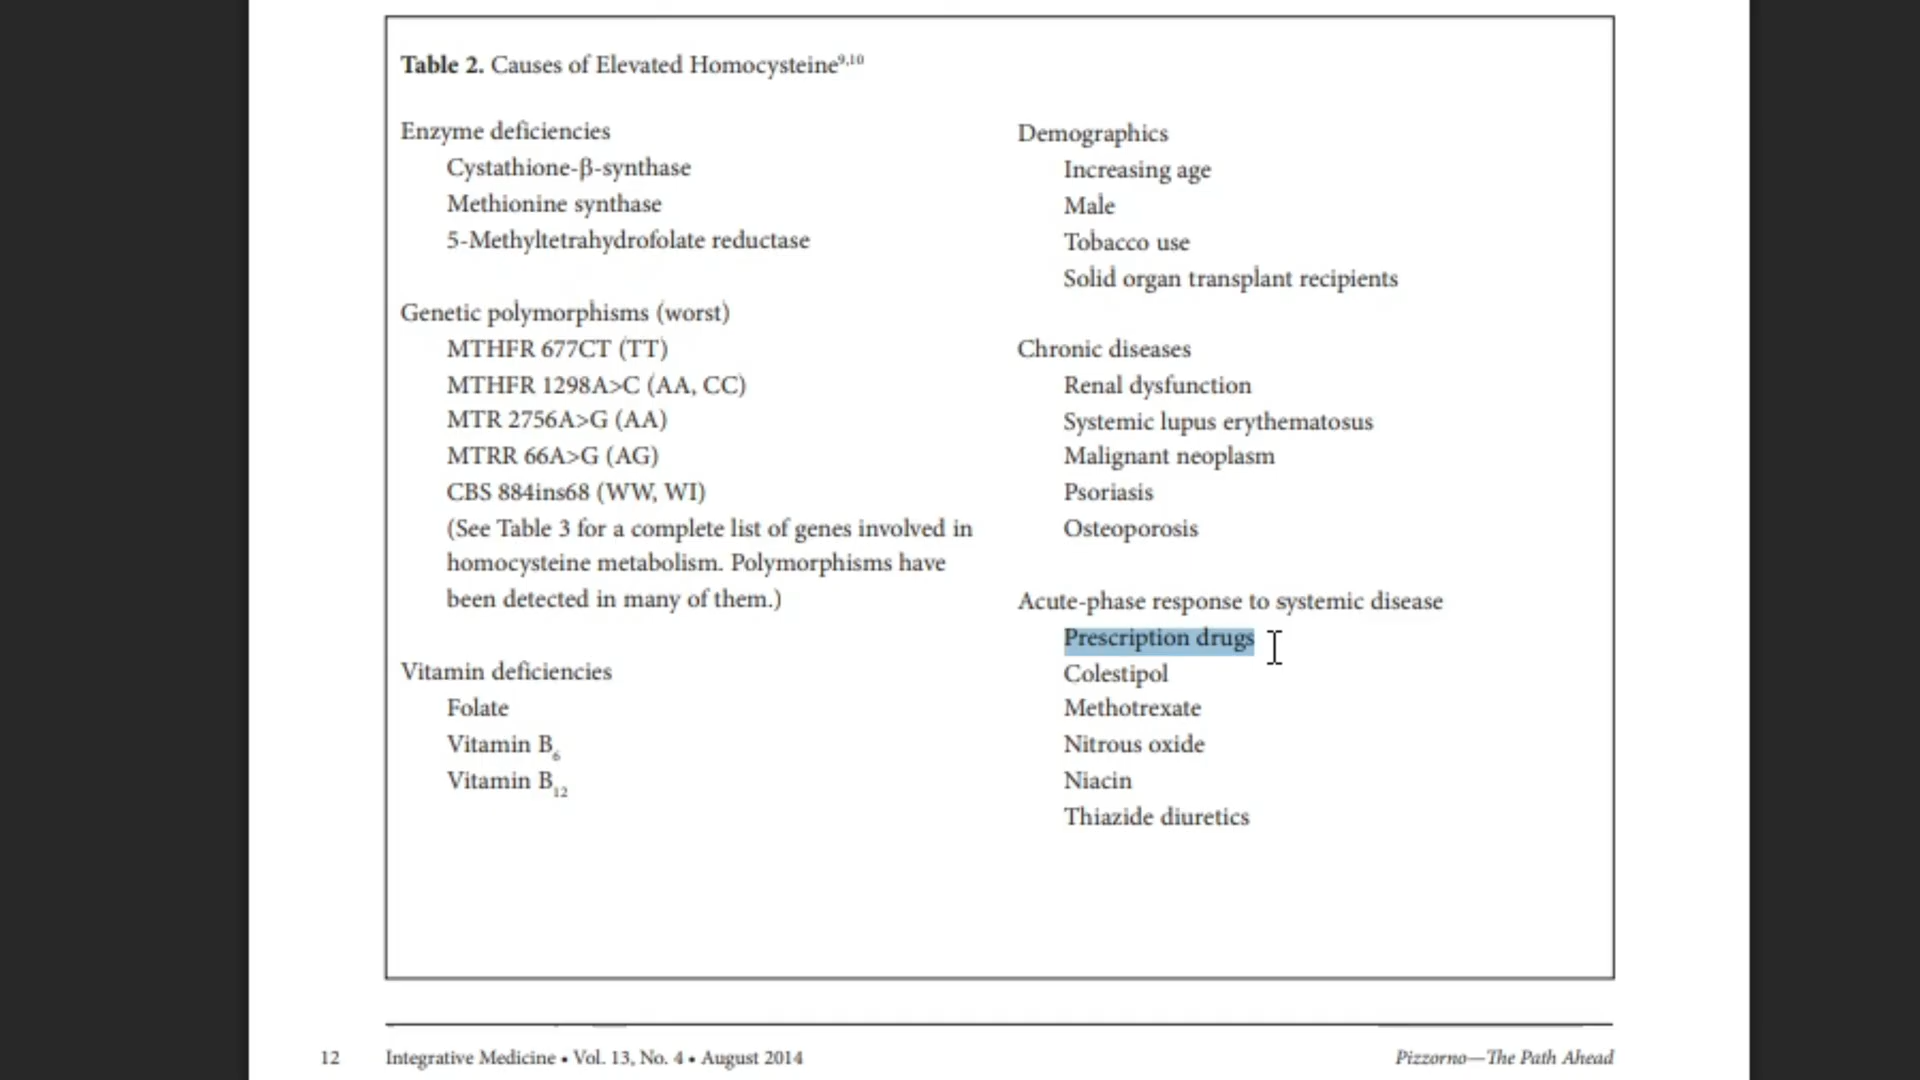 Table 2. Causes of Elevated Homocysteine9,10
Enzyme deficiencies
Cystathione-β-synthase
Methionine synthase
5-Methyltetrahydrofolate reductase
Genetic polymorphisms (worst)
MTHFR 677CT (TT)
MTHFR 1298A>C (AA, CC)
MTR 2756A>G (AA)
MTRR 66A>G (AG)
CBS 884ins68 (WW, WI)
(See Table 3 for a complete list of genes involved in
homocysteine metabolism. Polymorphisms have
been detected in many of them.)
Vitamin deficiencies
Folate
Vitamin B6
Vitamin B12
Demographics
Increasing age
Male
Tobacco use
Solid organ transplant recipients
Chronic diseases
Renal dysfunction
Systemic lupus erythematosus
Malignant neoplasm
Psoriasis
Osteoporosis
Acute-phase response to systemic disease
Prescription drugs
Colestipol
Methotrexate
Nitrous oxide
Niacin
Thiazide diuretics
12 Integrative Medicine • Vol. 13, No. 4 • August 2014 Pizzorno—The Path Ahead